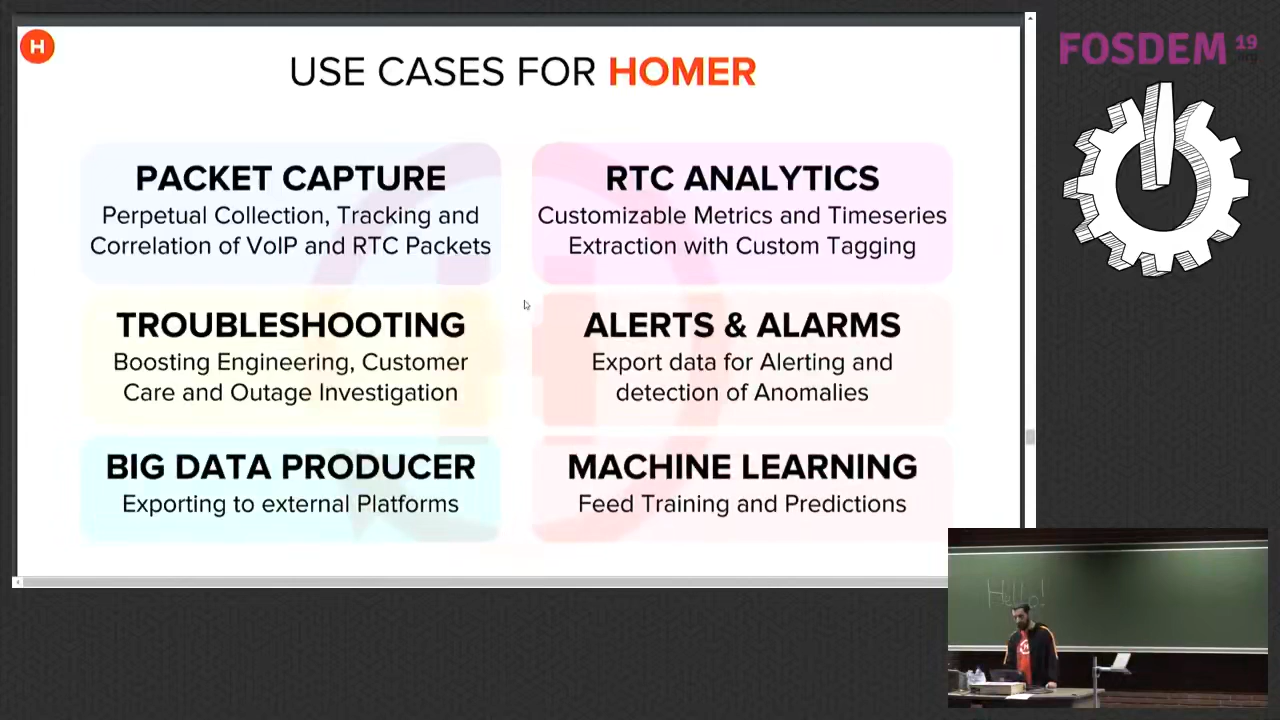 H
USE CASES FOR HOMER
PACKET CAPTURE
Perpetual Collection, Tracking and
Correlation of VoIP and RTC Packets
RTC ANALYTICS
Customizable Metrics and Timeseries
Extraction with Custom Tagging
TROUBLESHOOTING
Boosting Engineering, Customer
Care and Outage Investigation
ALERTS & ALARMS
Export data for Alerting and
detection of Anomalies
BIG DATA PRODUCER
Exporting to external Platforms
MACHINE LEARNING
Feed Training and Predictions
FOSDEM 19
.org
Hello!